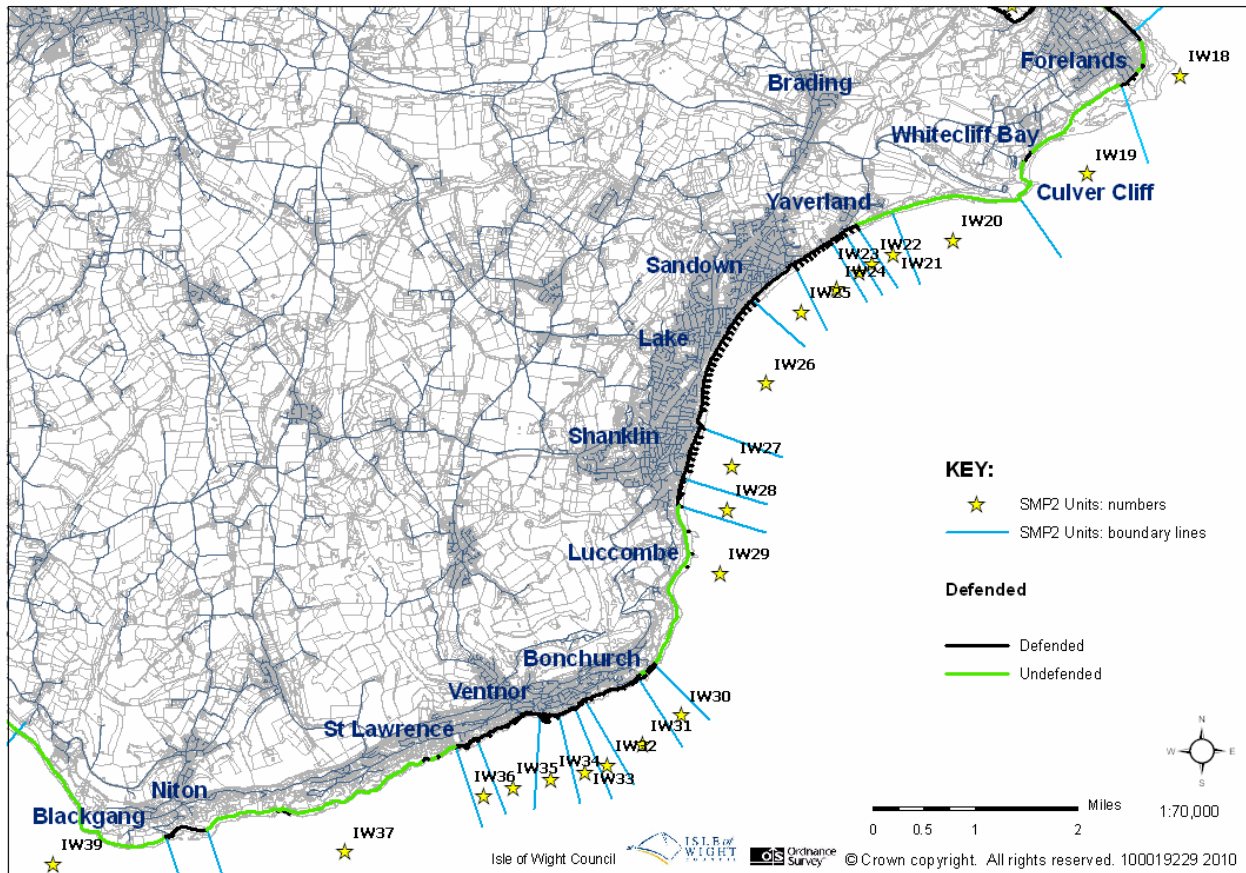 Forelands
IW18
Brading
Whitecliff Bay
IW19
Culver Cliff
Yaverland
IW20
IW22
IW23
IW21
IW24
Sandown
IW25
Lake
IW26
Shanklin
IW27
IW28
Luccombe
IW29
Bonchurch
Ventnor
IW30
St Lawrence
IW31
IW32
IW34
IW33
IW35
IW36
Niton
Blackgang
IW37
IW39
KEY:
SMP2 Units: numbers
SMP2 Units: boundary lines
Defended
Defended
Undefended
N
W E
S
Miles
1:70,000
0 0.5 1 2
Isle of Wight Council
ISLE of
WIGHT
COUNCIL
OS Ordnance
Survey
© Crown copyright. All rights reserved. 100019229 2010